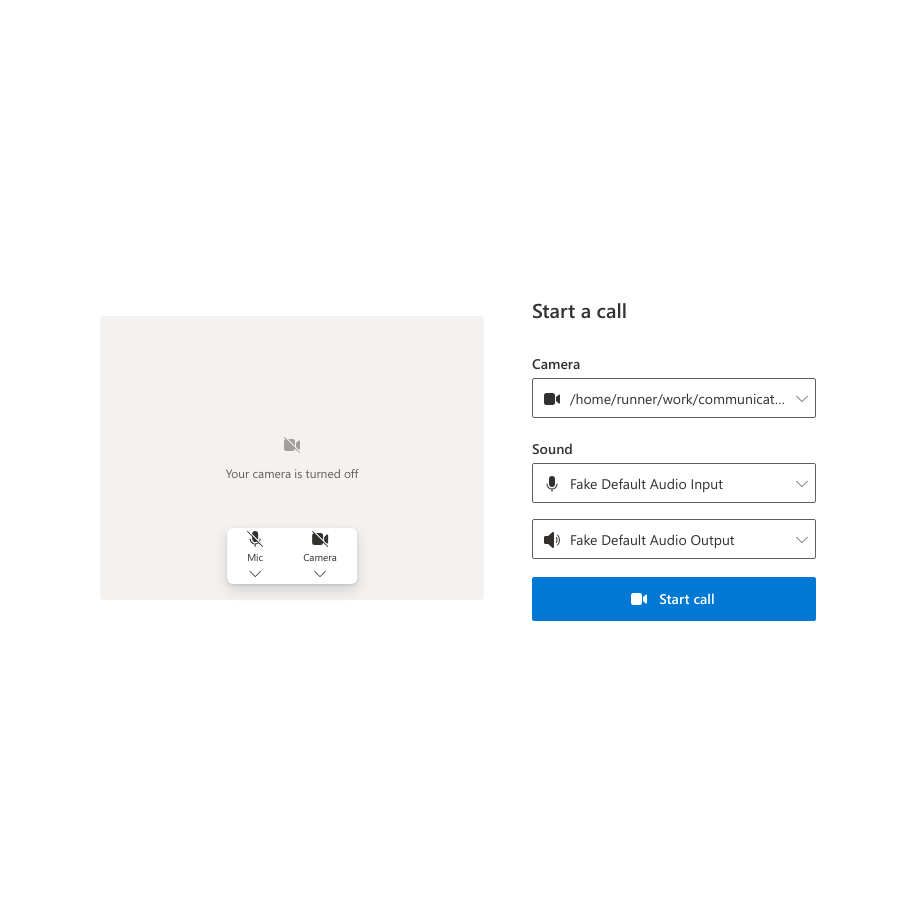 Start a call
Camera
/home/runner/work/communicat...
Sound
Fake Default Audio Input
Fake Default Audio Output
Start call
Your camera is turned off
Mic
Camera